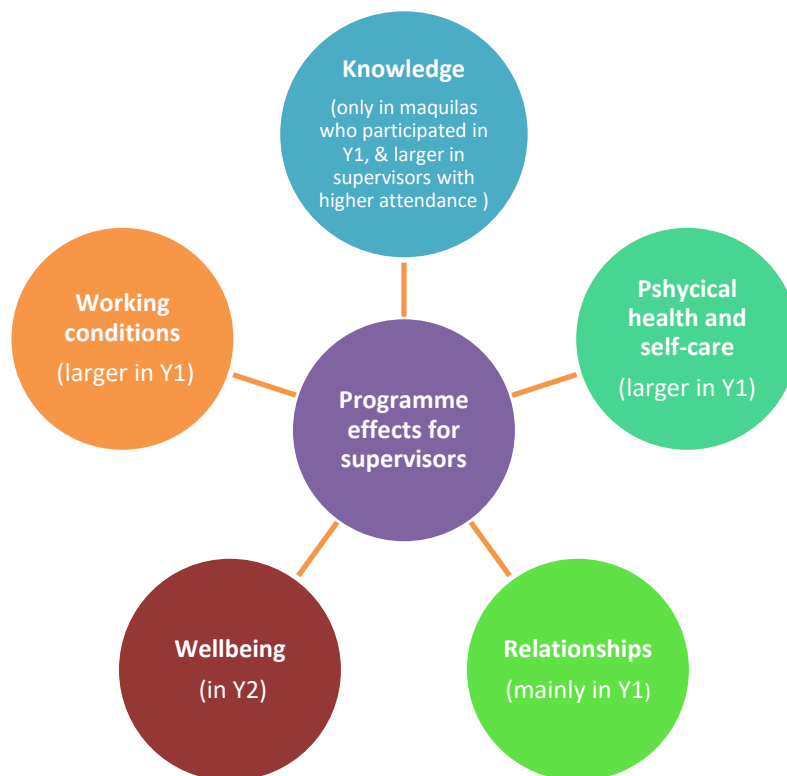 Knowledge
(only in maquilas
who participated in
Y1, & larger in
supervisors with
higher attendance )
Working
conditions
(larger in Y1)
Pshycical
health and
self-care
(larger in Y1)
Programme
effects for
supervisors
Wellbeing
(in Y2)
Relationships
(mainly in Y1)